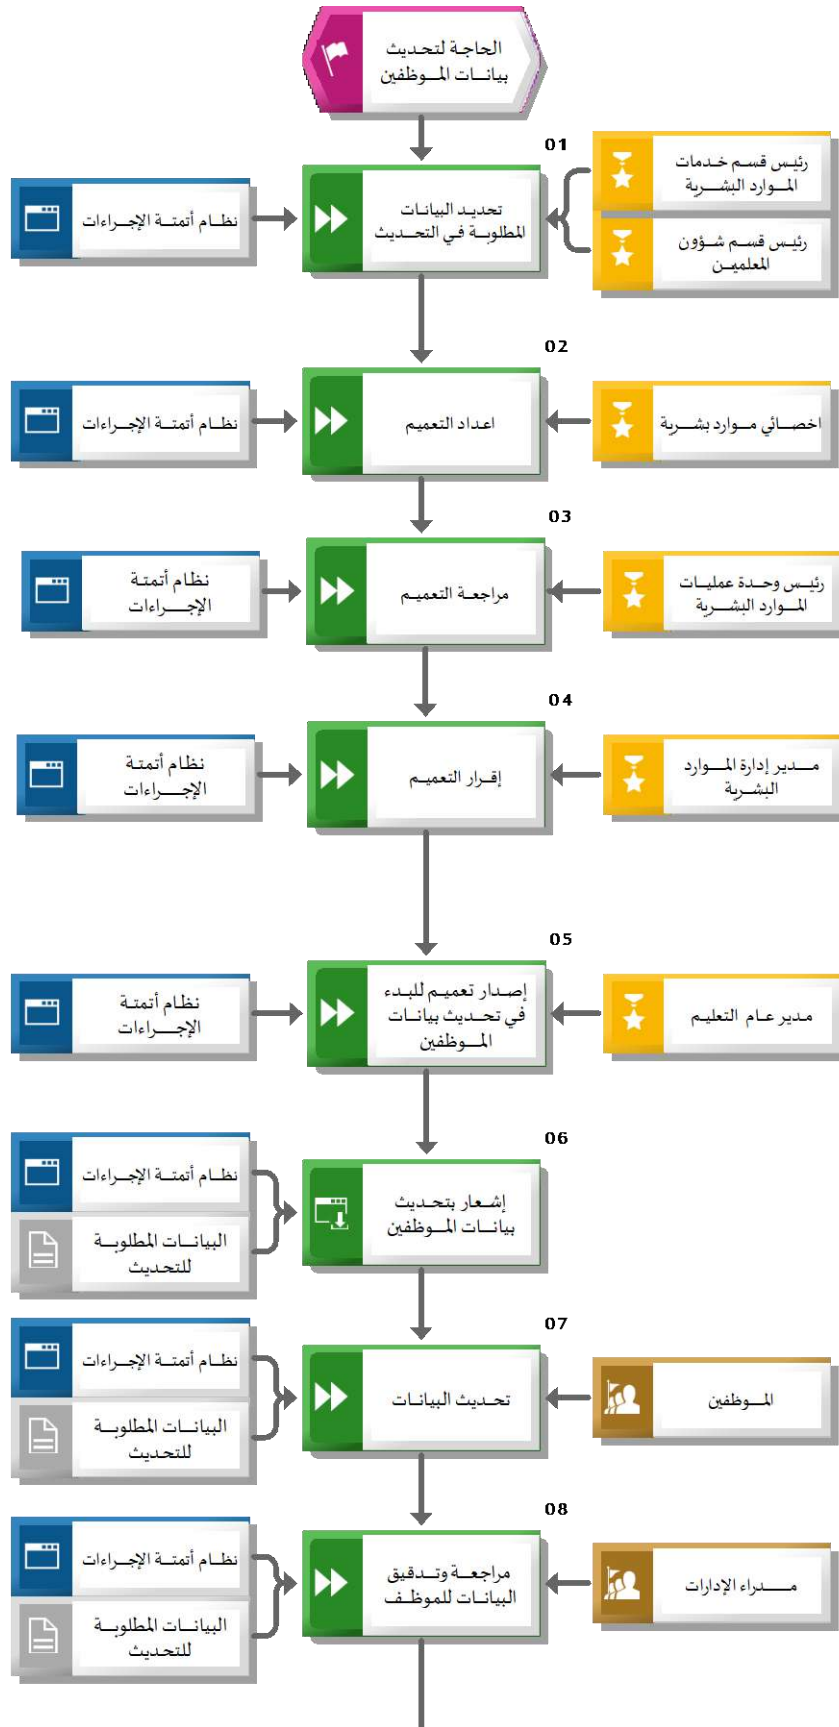 الحاجة لتحديث
بيانات الموظفين
01
رئيس قسم خدمات
الموارد البشرية
رئيس قسم شؤون
المعلمين
تحديد البيانات
المطلوبة في التحديث
نظام أتمتة الإجراءات
02
اخصائي موارد بشرية
اعداد التعميم
نظام أتمتة الإجراءات
03
رئيس وحدة عمليات
الموارد البشرية
مراجعة التعميم
نظام أتمتة
الإجراءات
04
مدير إدارة الموارد
البشرية
إقرار التعميم
نظام أتمتة
الإجراءات
05
مدير عام التعليم
إصدار تعميم للبدء
في تحديث بيانات
الموظفين
نظام أتمتة
الإجراءات
06
إشعار بتحديث
بيانات الموظفين
نظام أتمتة الإجراءات
البيانات المطلوبة
للتحديث
07
الموظفين
تحديث البيانات
نظام أتمتة الإجراءات
البيانات المطلوبة
للتحديث
08
مدراء الإدارات
مراجعة وتدقيق
البيانات للموظف
نظام أتمتة الإجراءات
البيانات المطلوبة
للتحديث